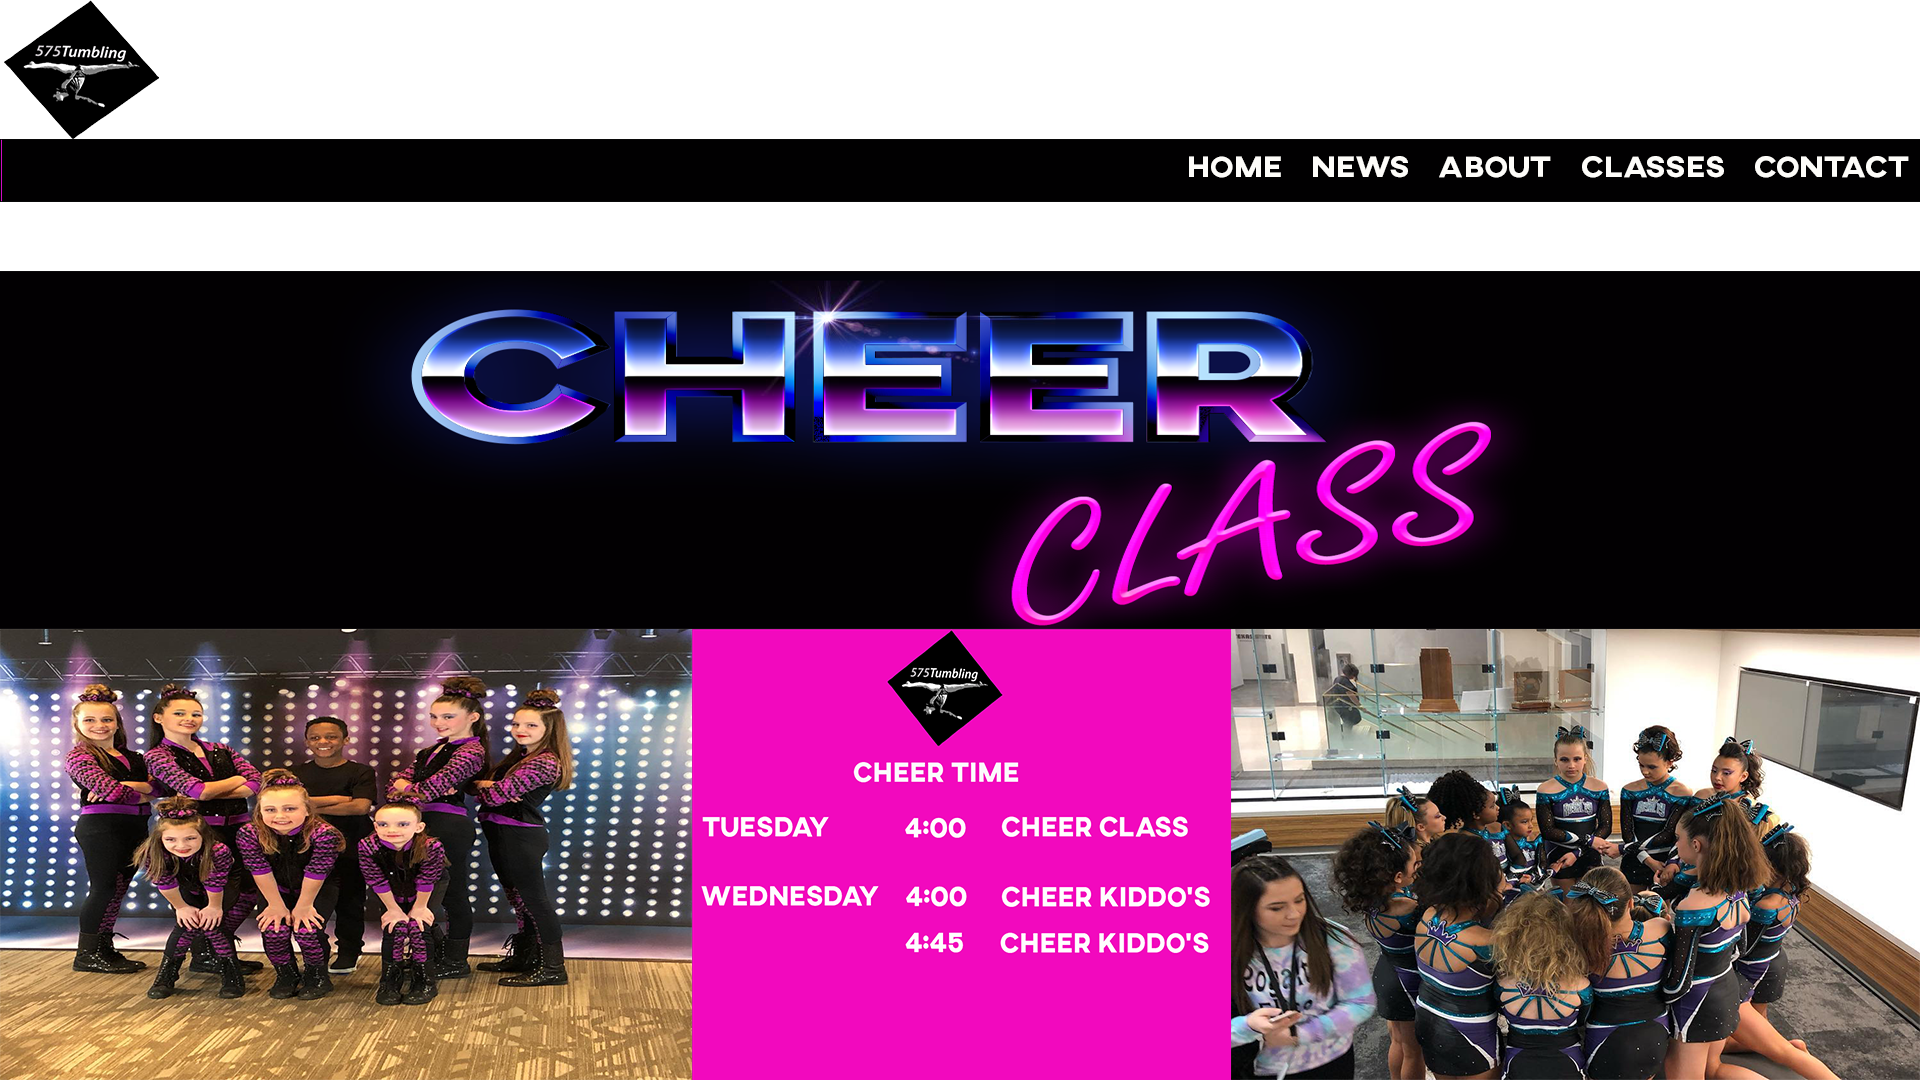 575Tumbling
HOME NEWS ABOUT CLASSES CONTACT
CHEER
CLASS
575Tumbling
CHEER TIME
TUESDAY 4:00 CHEER CLASS
WEDNESDAY 4:00 CHEER KIDDO'S
4:45 CHEER KIDDO'S